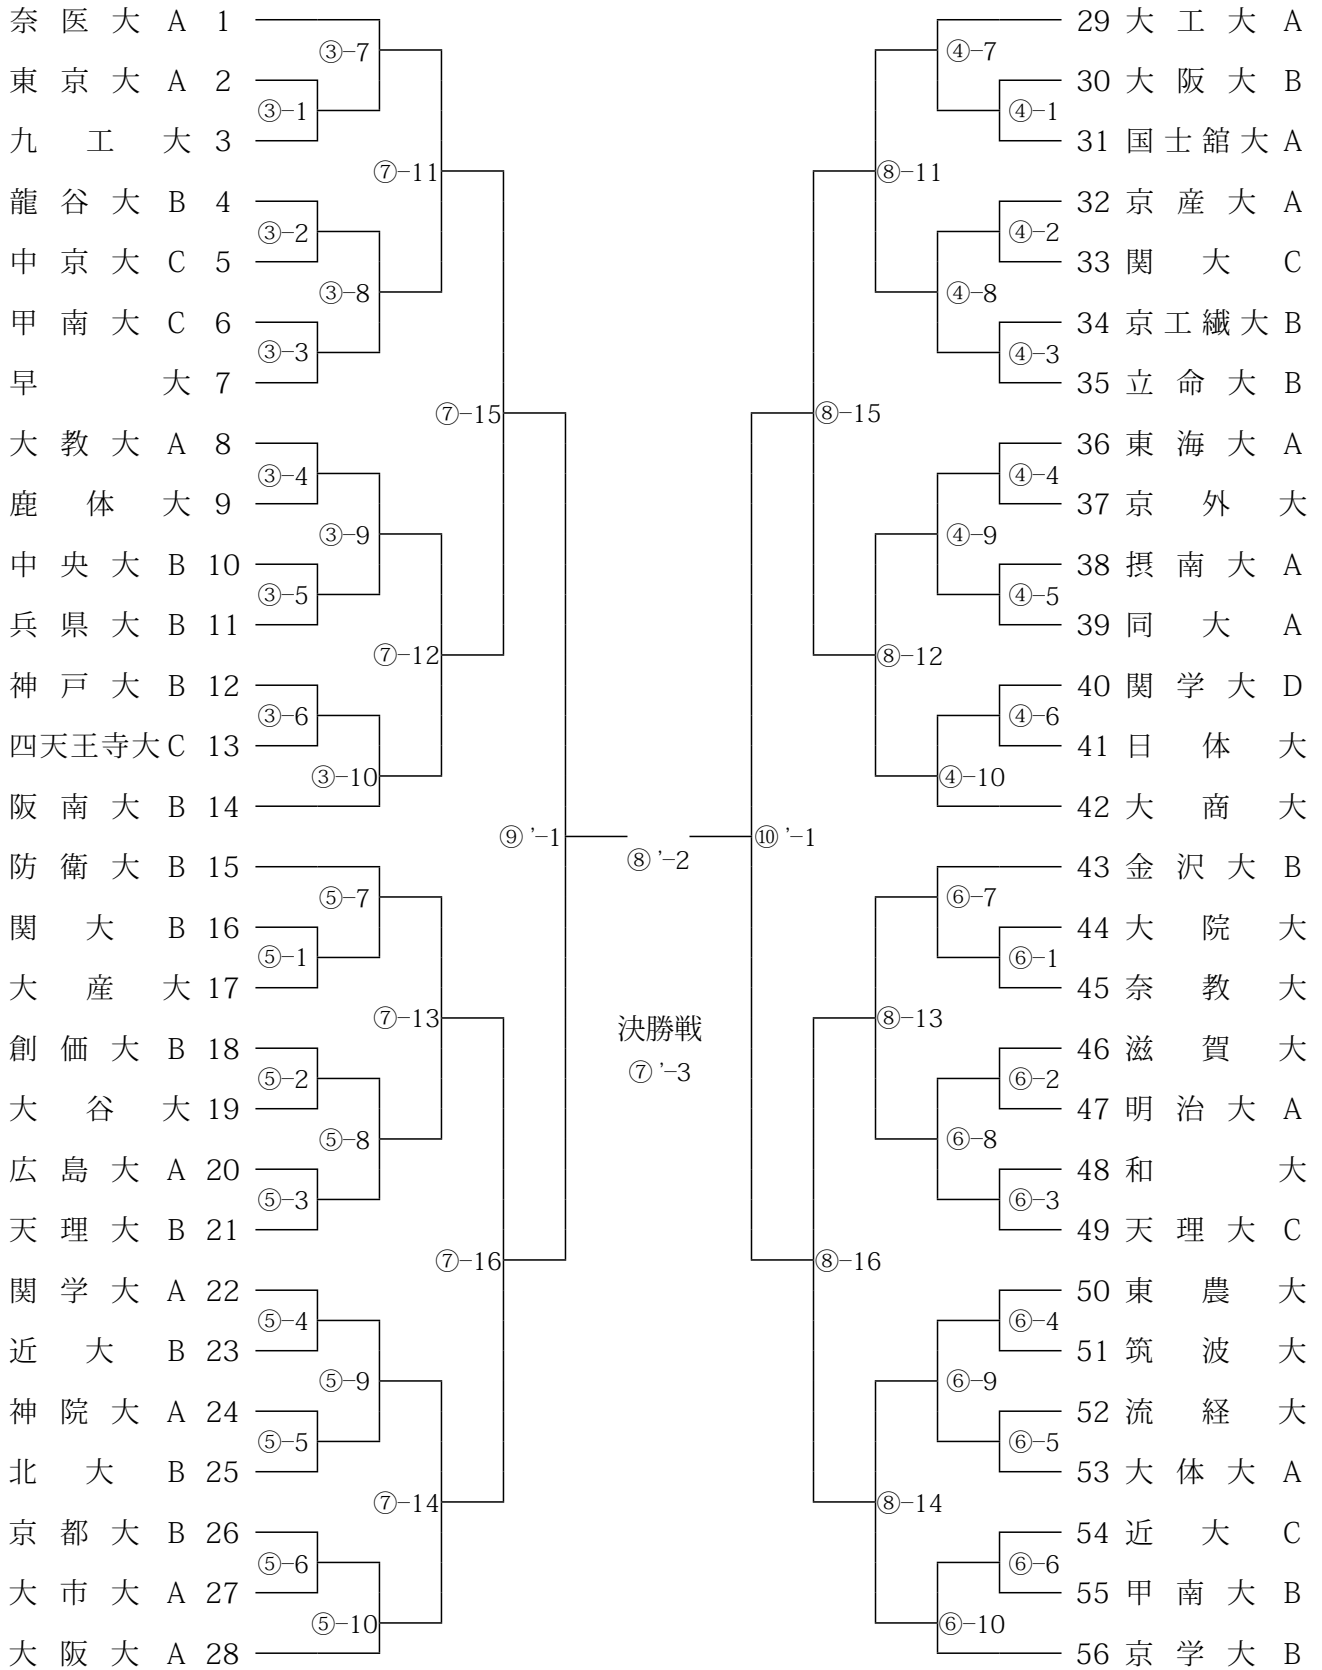 奈医大A 1
③-7
東京大A 2
③-1
九工大 3
⑦-11
龍谷大B 4
③-2
中京大C 5
③-8
甲南大C 6
③-3
早大 7
⑦-15
大教大A 8
③-4
鹿体大 9
③-9
中央大B 10
③-5
兵県大B 11
⑦-12
神戸大B 12
③-6
四天王寺大C 13
③-10
阪南大B 14
⑨'-1
防衛大B 15
⑤-7
関大B 16
⑤-1
大産大 17
⑦-13
創価大B 18
⑤-2
大谷大 19
⑤-8
広島大A 20
⑤-3
天理大B 21
⑦-16
関学大A 22
⑤-4
近大B 23
⑤-9
神院大A 24
⑤-5
北大B 25
⑦-14
京都大B 26
⑤-6
大市大A 27
⑤-10
大阪大A 28
⑧'-2
決勝戦
⑦'-3
29 大工大A
④-7
30 大阪大B
④-1
31 国士舘大A
⑧-11
32 京産大A
④-2
33 関大C
④-8
34 京工繊大B
④-3
35 立命大B
⑧-15
36 東海大A
④-4
37 京外大
④-9
38 摂南大A
④-5
39 同大A
⑧-12
40 関学大D
④-6
41 日体大
④-10
42 大商大
⑩'-1
43 金沢大B
⑥-7
44 大院大
⑥-1
45 奈教大
⑧-13
46 滋賀大
⑥-2
47 明治大A
⑥-8
48 和大
⑥-3
49 天理大C
⑧-16
50 東農大
⑥-4
51 筑波大
⑥-9
52 流経大
⑥-5
53 大体大A
⑧-14
54 近大C
⑥-6
55 甲南大B
⑥-10
56 京学大B